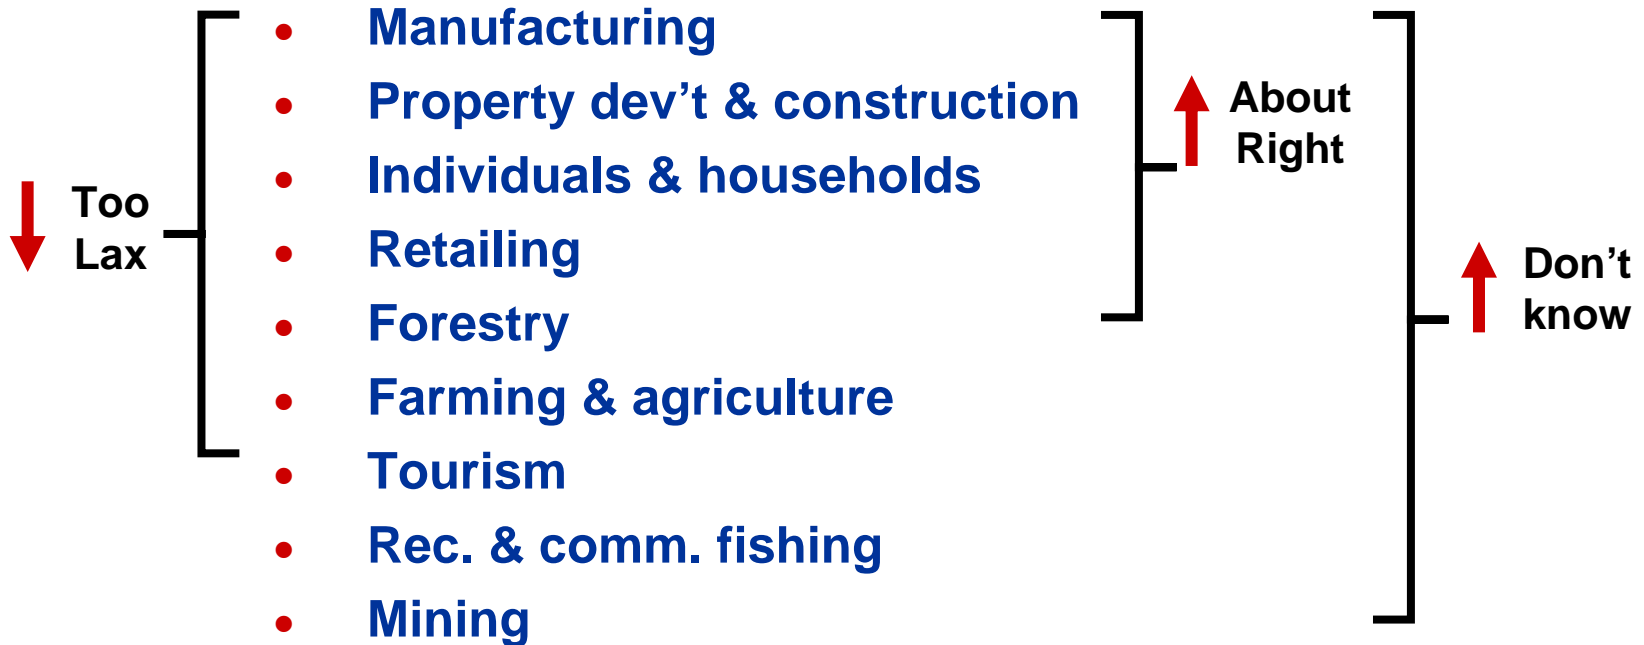 • Manufacturing
• Property dev’t & construction
• Individuals & households
• Retailing
• Forestry
• Farming & agriculture
• Tourism
• Rec. & comm. fishing
• Mining
Too
Lax
About
Right
Don’t
know